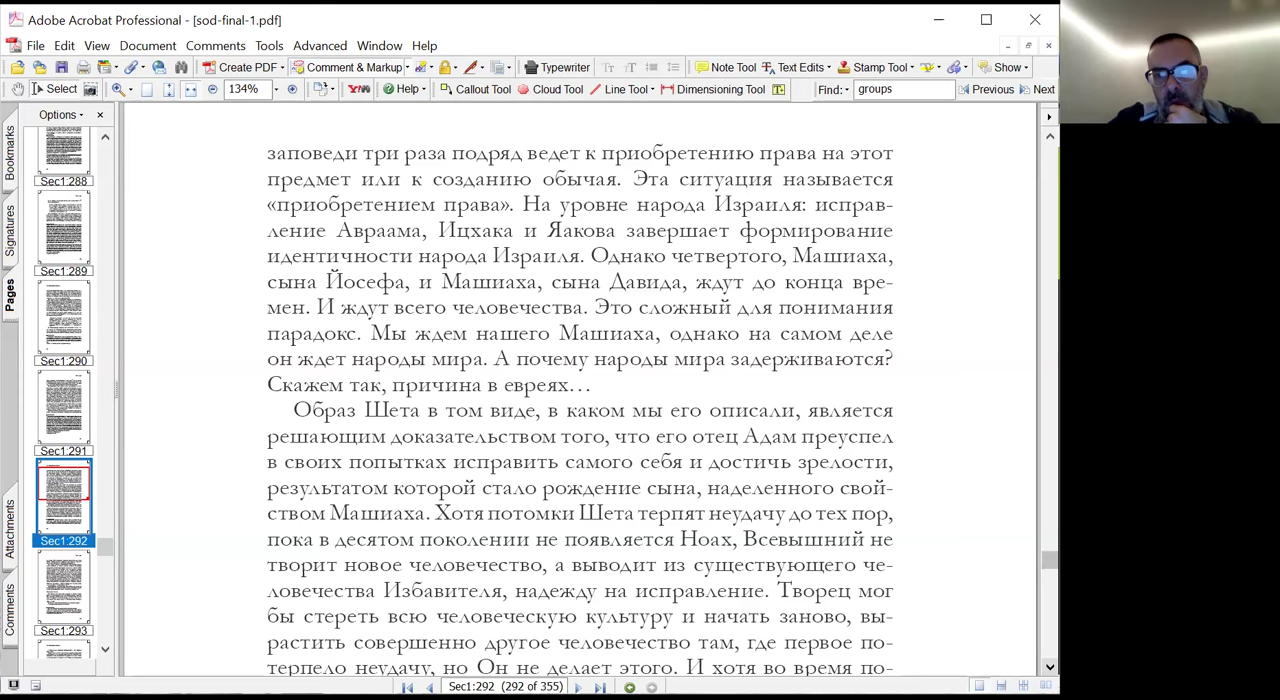 Adobe Acrobat Professional - [sod-final-1.pdf]
File Edit View Document Comments Tools Advanced Window Help
Create PDF Comment & Markup Typewriter Note Tool Text Edits Stamp Tool Show
Select 134% Y! Help Callout Tool Cloud Tool Line Tool Dimensioning Tool Find: groups Previous Next
Options
Bookmarks
Signatures
Pages
Attachments
Comments
Sec1:288
Sec1:289
Sec1:290
Sec1:291
Sec1:292
Sec1:293
заповеди три раза подряд ведет к приобретению права на этот
предмет или к созданию обычая. Эта ситуация называется
«приобретением права». На уровне народа Израиля: исправ-
ление Авраама, Ицхака и Яакова завершает формирование
идентичности народа Израиля. Однако четвертого, Машиаха,
сына Йосефа, и Машиаха, сына Давида, ждут до конца вре-
мен. И ждут всего человечества. Это сложный для понимания
парадокс. Мы ждем нашего Машиаха, однако на самом деле
он ждет народы мира. А почему народы мира задерживаются?
Скажем так, причина в евреях…
Образ Шета в том виде, в каком мы его описали, является
решающим доказательством того, что его отец Адам преуспел
в своих попытках исправить самого себя и достичь зрелости,
результатом которой стало рождение сына, наделенного свой-
ством Машиаха. Хотя потомки Шета терпят неудачу до тех пор,
пока в десятом поколении не появляется Ноах, Всевышний не
творит новое человечество, а выводит из существующего че-
ловечества Избавителя, надежду на исправление. Творец мог
бы стереть всю человеческую культуру и начать заново, вы-
растить совершенно другое человечество там, где первое по-
терпело неудачу, но Он не делает этого. И хотя во время по-
Sec1:292 (292 of 355)